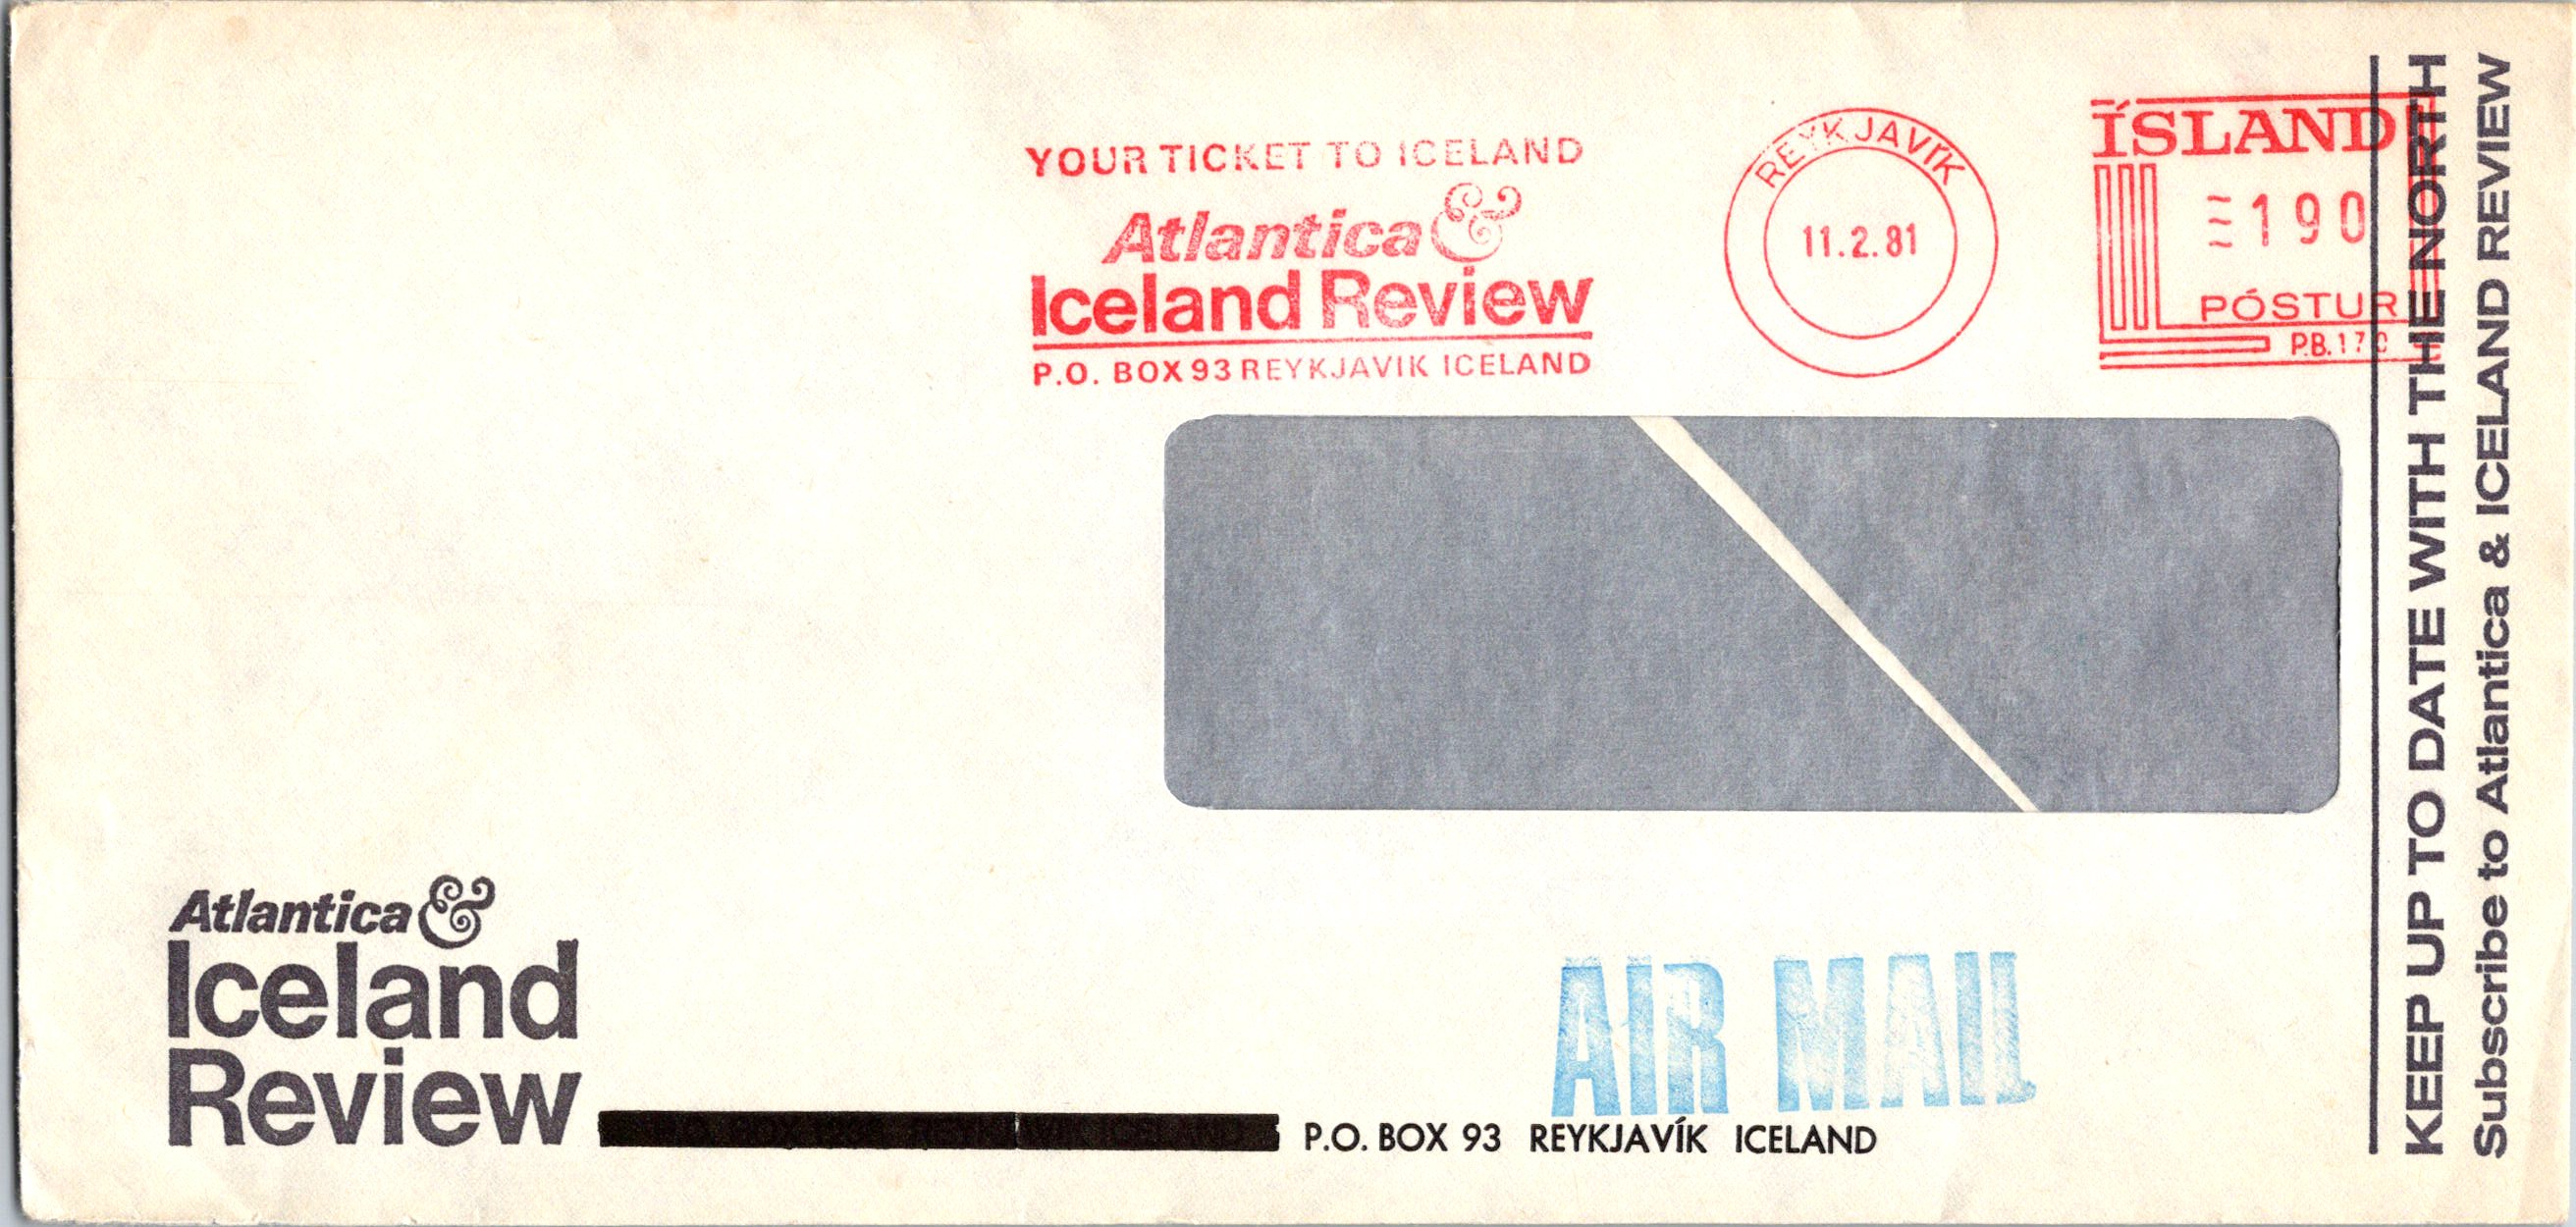 YOUR TICKET TO ICELAND
Atlantica &
Iceland Review
P.O. BOX 93 REYKJAVIK ICELAND
REYKJAVÍK
11.2.81
ÍSLAND
190
PÓSTUR
P.B.170
KEEP UP TO DATE WITH THE NORTH
Subscribe to Atlantica & ICELAND REVIEW
Atlantica &
Iceland
Review
AIR MAIL
P.O. BOX 93 REYKJAVÍK ICELAND